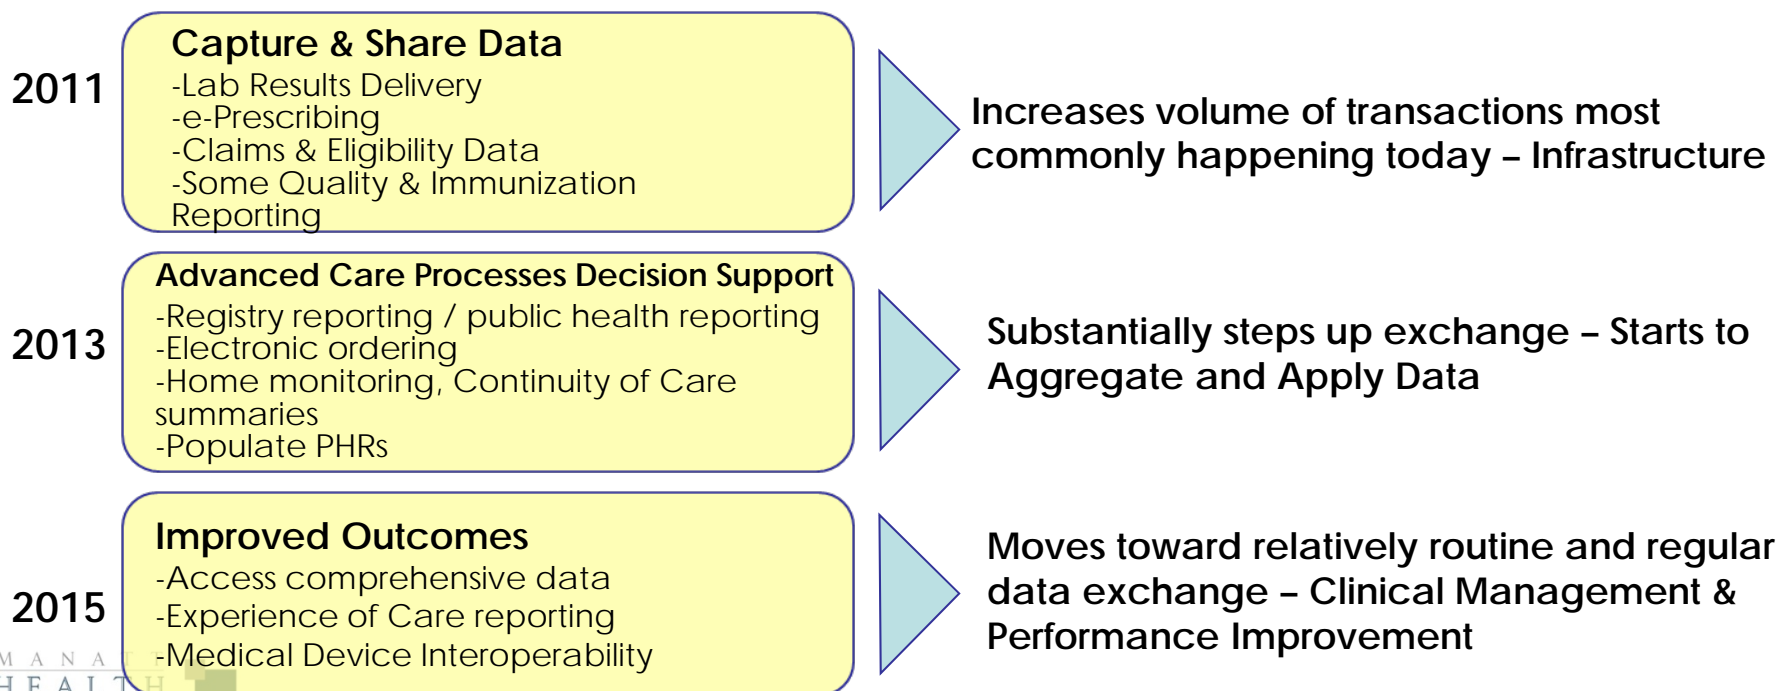 2011
Capture & Share Data
-Lab Results Delivery
-e-Prescribing
-Claims & Eligibility Data
-Some Quality & Immunization
Reporting
Increases volume of transactions most
commonly happening today – Infrastructure
2013
Advanced Care Processes Decision Support
-Registry reporting / public health reporting
-Electronic ordering
-Home monitoring, Continuity of Care
summaries
-Populate PHRs
Substantially steps up exchange – Starts to
Aggregate and Apply Data
2015
Improved Outcomes
-Access comprehensive data
-Experience of Care reporting
-Medical Device Interoperability
Moves toward relatively routine and regular
data exchange – Clinical Management &
Performance Improvement
MANATT
HEALTH